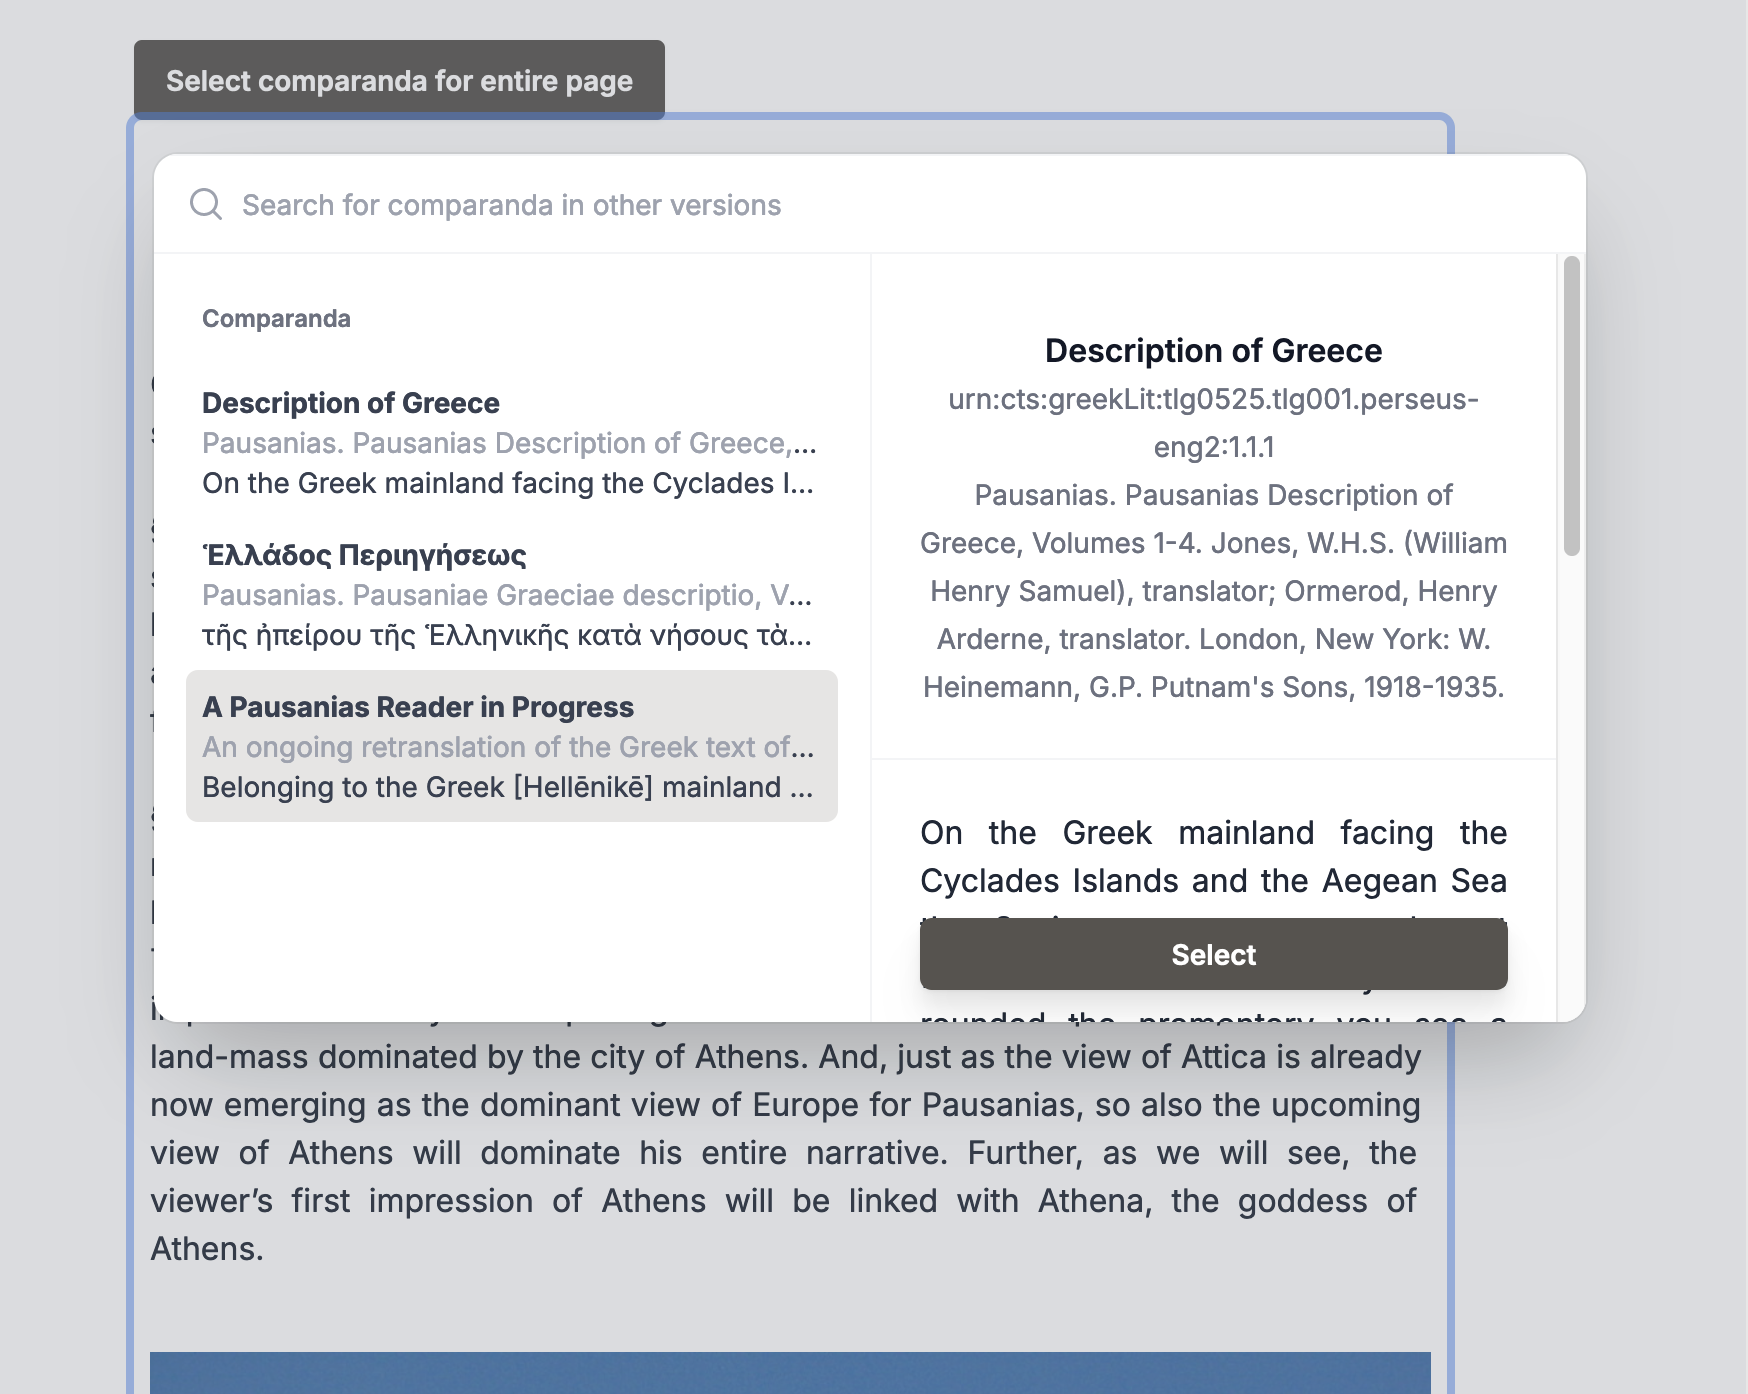 Select comparanda for entire page
Search for comparanda in other versions
Comparanda
Description of Greece
Pausanias. Pausanias Description of Greece,...
On the Greek mainland facing the Cyclades I...
Ἑλλάδος Περιηγήσεως
Pausanias. Pausaniae Graeciae descriptio, V...
τῆς ἠπείρου τῆς Ἑλληνικῆς κατὰ νήσους τὰ...
A Pausanias Reader in Progress
An ongoing retranslation of the Greek text of...
Belonging to the Greek [Hellēnikē] mainland ...
Description of Greece
urn:cts:greekLit:tlg0525.tlg001.perseus-
eng2:1.1.1
Pausanias. Pausanias Description of
Greece, Volumes 1-4. Jones, W.H.S. (William
Henry Samuel), translator; Ormerod, Henry
Arderne, translator. London, New York: W.
Heinemann, G.P. Putnam's Sons, 1918-1935.
On the Greek mainland facing the
Cyclades Islands and the Aegean Sea
Select
rounded the promontory you see a
land-mass dominated by the city of Athens. And, just as the view of Attica is already
now emerging as the dominant view of Europe for Pausanias, so also the upcoming
view of Athens will dominate his entire narrative. Further, as we will see, the
viewer’s first impression of Athens will be linked with Athena, the goddess of
Athens.